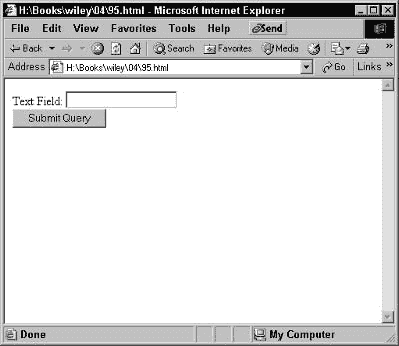 H:\Books\wiley\04\95.html - Microsoft Internet Explorer
File Edit View Favorites Tools Help Send
Back Search Favorites Media »
Address H:\Books\wiley\04\95.html Go Links »
Text Field:
Submit Query
Done My Computer